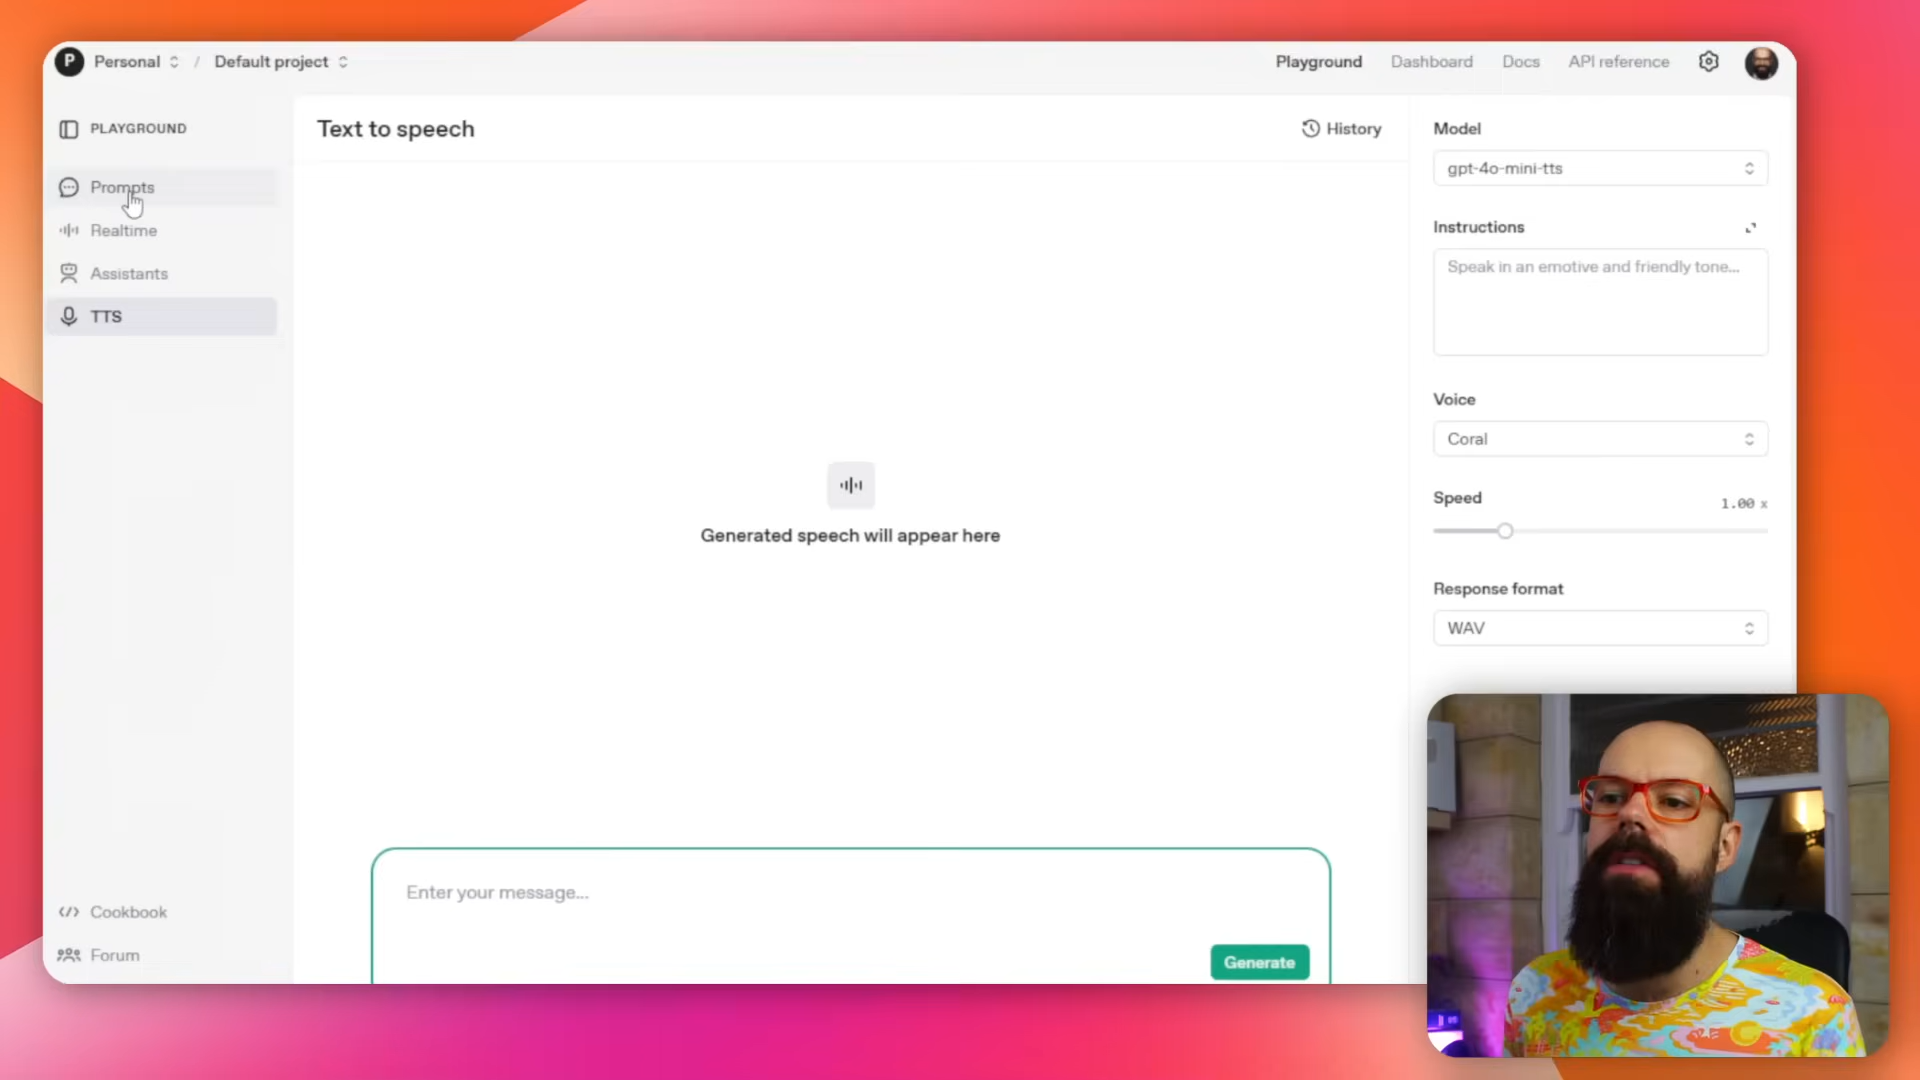 P Personal / Default project
Playground Dashboard Docs API reference
PLAYGROUND
Prompts
Realtime
Assistants
TTS
Cookbook
Forum
Text to speech
History
Generated speech will appear here
Enter your message...
Generate
Model
gpt-4o-mini-tts
Instructions
Speak in an emotive and friendly tone...
Voice
Coral
Speed
1.00 x
Response format
WAV